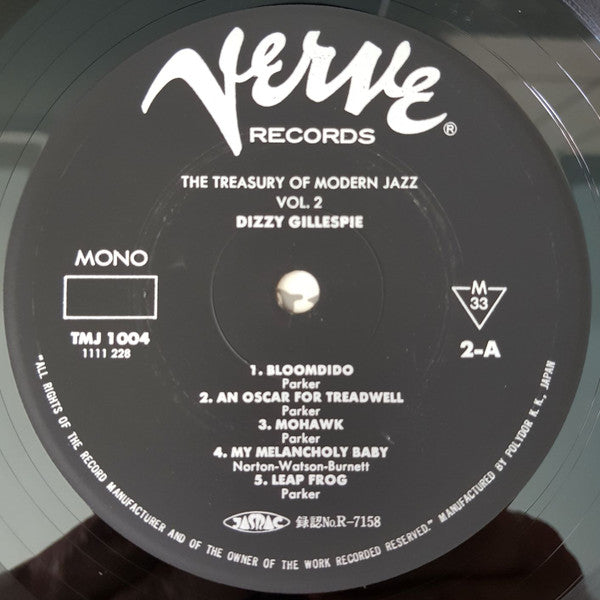 Verve
RECORDS ®
THE TREASURY OF MODERN JAZZ
VOL. 2
DIZZY GILLESPIE
MONO
TMJ 1004
1111 228
M
33
2-A
1. BLOOMDIDO
Parker
2. AN OSCAR FOR TREADWELL
Parker
3. MOHAWK
Parker
4. MY MELANCHOLY BABY
Norton-Watson-Burnett
5. LEAP FROG
Parker
JASRAC 録認No.R-7158
"ALL RIGHTS OF THE RECORD MANUFACTURER AND OF THE OWNER OF THE WORK RECORDED RESERVED." MANUFACTURED BY POLYDOR K. K., JAPAN